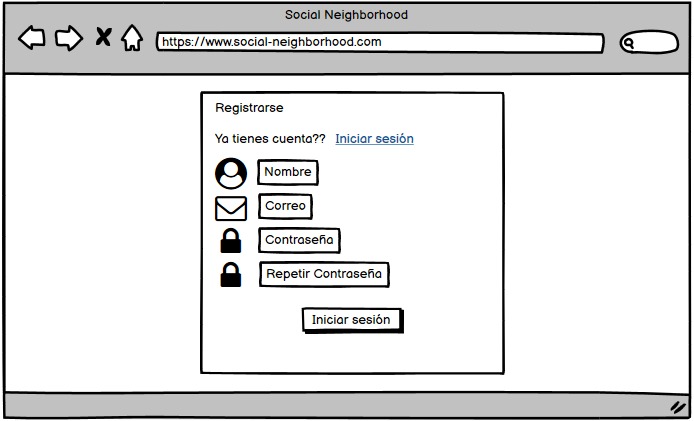 Social Neighborhood
https://www.social-neighborhood.com
Registrarse
Ya tienes cuenta?? Iniciar sesión
Nombre
Correo
Contraseña
Repetir Contraseña
Iniciar sesión